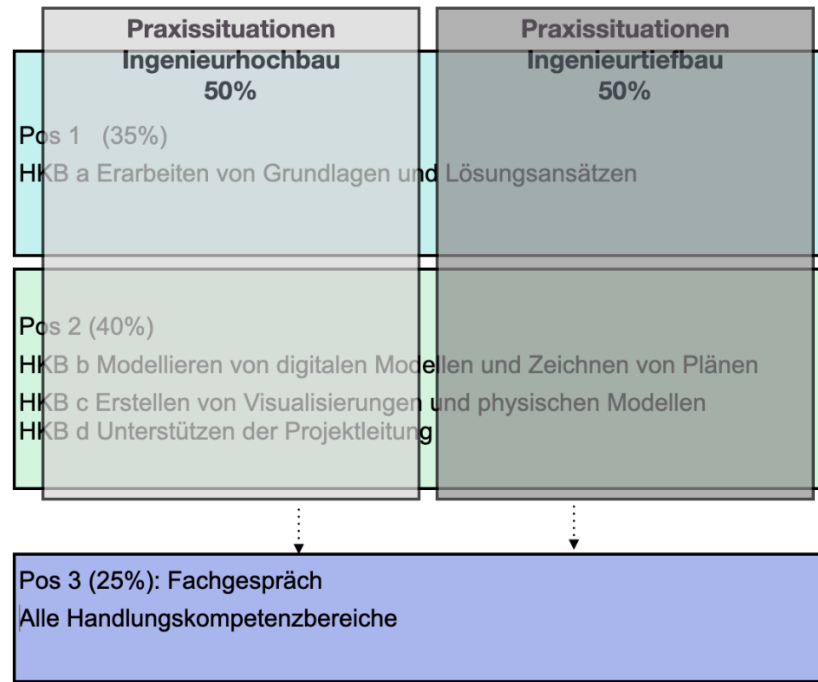 Praxissituationen
Ingenieurhochbau
50%
Praxissituationen
Ingenieurtiefbau
50%
Pos 1 (35%)
HKB a Erarbeiten von Grundlagen und Lösungsansätzen
Pos 2 (40%)
HKB b Modellieren von digitalen Modellen und Zeichnen von Plänen
HKB c Erstellen von Visualisierungen und physischen Modellen
HKB d Unterstützen der Projektleitung
Pos 3 (25%): Fachgespräch
Alle Handlungskompetenzbereiche